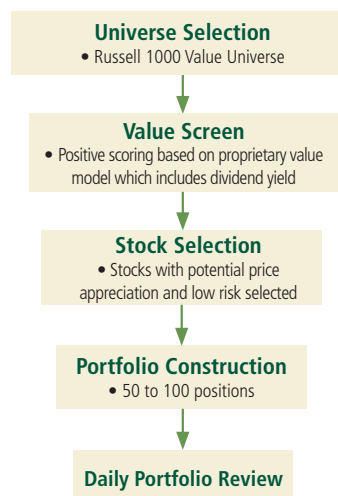 Universe Selection
• Russell 1000 Value Universe
Value Screen
• Positive scoring based on proprietary value
model which includes dividend yield
Stock Selection
• Stocks with potential price
appreciation and low risk selected
Portfolio Construction
• 50 to 100 positions
Daily Portfolio Review